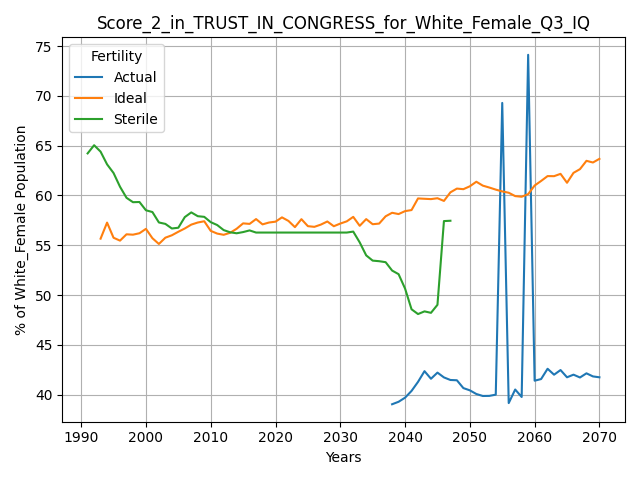 Score_2_in_TRUST_IN_CONGRESS_for_White_Female_Q3_IQ
Fertility
Actual
Ideal
Sterile
% of White_Female Population
75
70
65
60
55
50
45
40
1990
2000
2010
2020
2030
2040
2050
2060
2070
Years